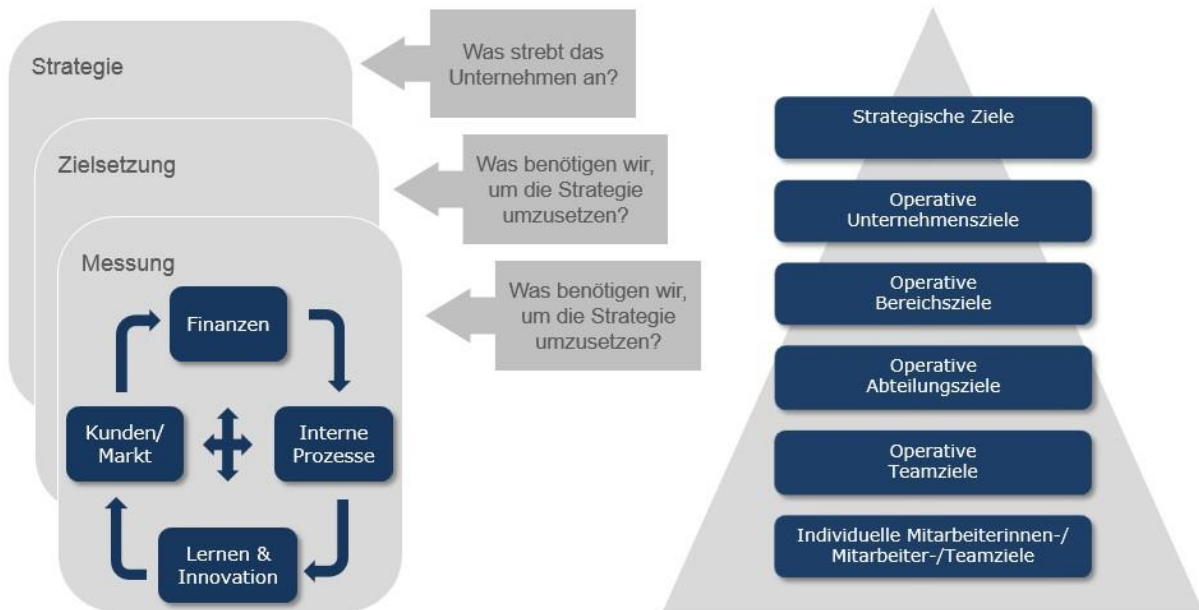 Strategie
Was strebt das
Unternehmen an?
Zielsetzung
Was benötigen wir,
um die Strategie
umzusetzen?
Messung
Was benötigen wir,
um die Strategie
umzusetzen?
Finanzen
Kunden/
Markt
Interne
Prozesse
Lernen &
Innovation
Strategische Ziele
Operative
Unternehmensziele
Operative
Bereichsziele
Operative
Abteilungsziele
Operative
Teamziele
Individuelle Mitarbeiterinnen-/
Mitarbeiter-/Teamziele